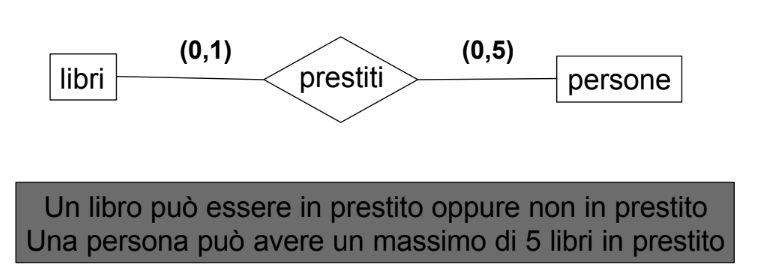 (0,1)
(0,5)
libri
prestiti
persone
Un libro può essere in prestito oppure non in prestito
Una persona può avere un massimo di 5 libri in prestito